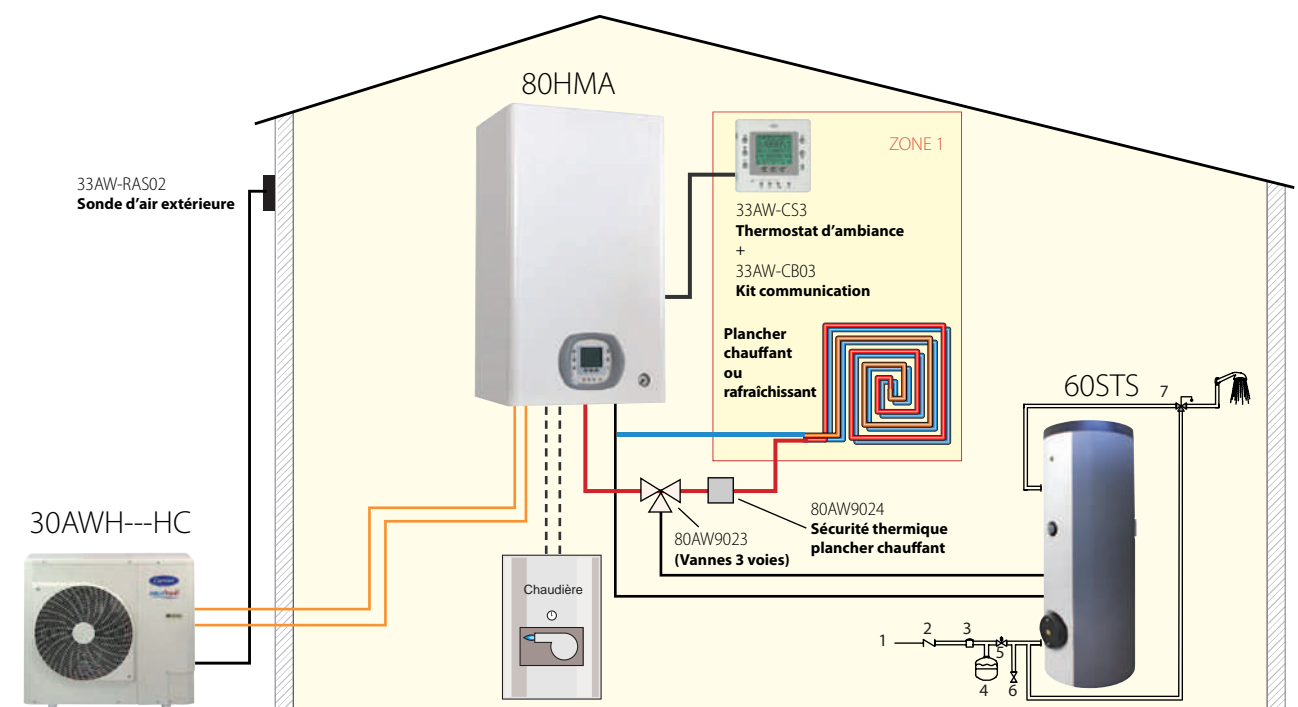 80HMA
ZONE 1
33AW-RAS02
Sonde d’air extérieure
33AW-CS3
Thermostat d’ambiance
+
33AW-CB03
Kit communication
Plancher
chauffant
ou
rafraîchissant
60STS
7
30AWH---HC
80AW9024
Sécurité thermique
plancher chauffant
80AW9023
(Vannes 3 voies)
Carrier
Chaudière
1
2
3
4
5
6